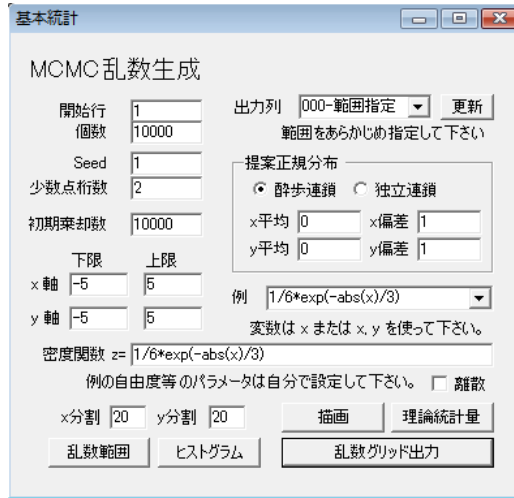 基本統計
MCMC乱数生成
開始行 1
個数 10000
出力列 000-範囲指定 更新
範囲をあらかじめ指定して下さい
Seed 1
少数点桁数 2
初期棄却数 10000
提案正規分布
酔歩連鎖 独立連鎖
x平均 0 x偏差 1
y平均 0 y偏差 1
下限 上限
x軸 -5 5
y軸 -5 5
例 1/6*exp(-abs(x)/3)
変数は x または x, y を使って下さい。
密度関数 z= 1/6*exp(-abs(x)/3)
例の自由度等のパラメータは自分で設定して下さい。 離散
x分割 20 y分割 20 描画 理論統計量
乱数範囲 ヒストグラム 乱数グリッド出力